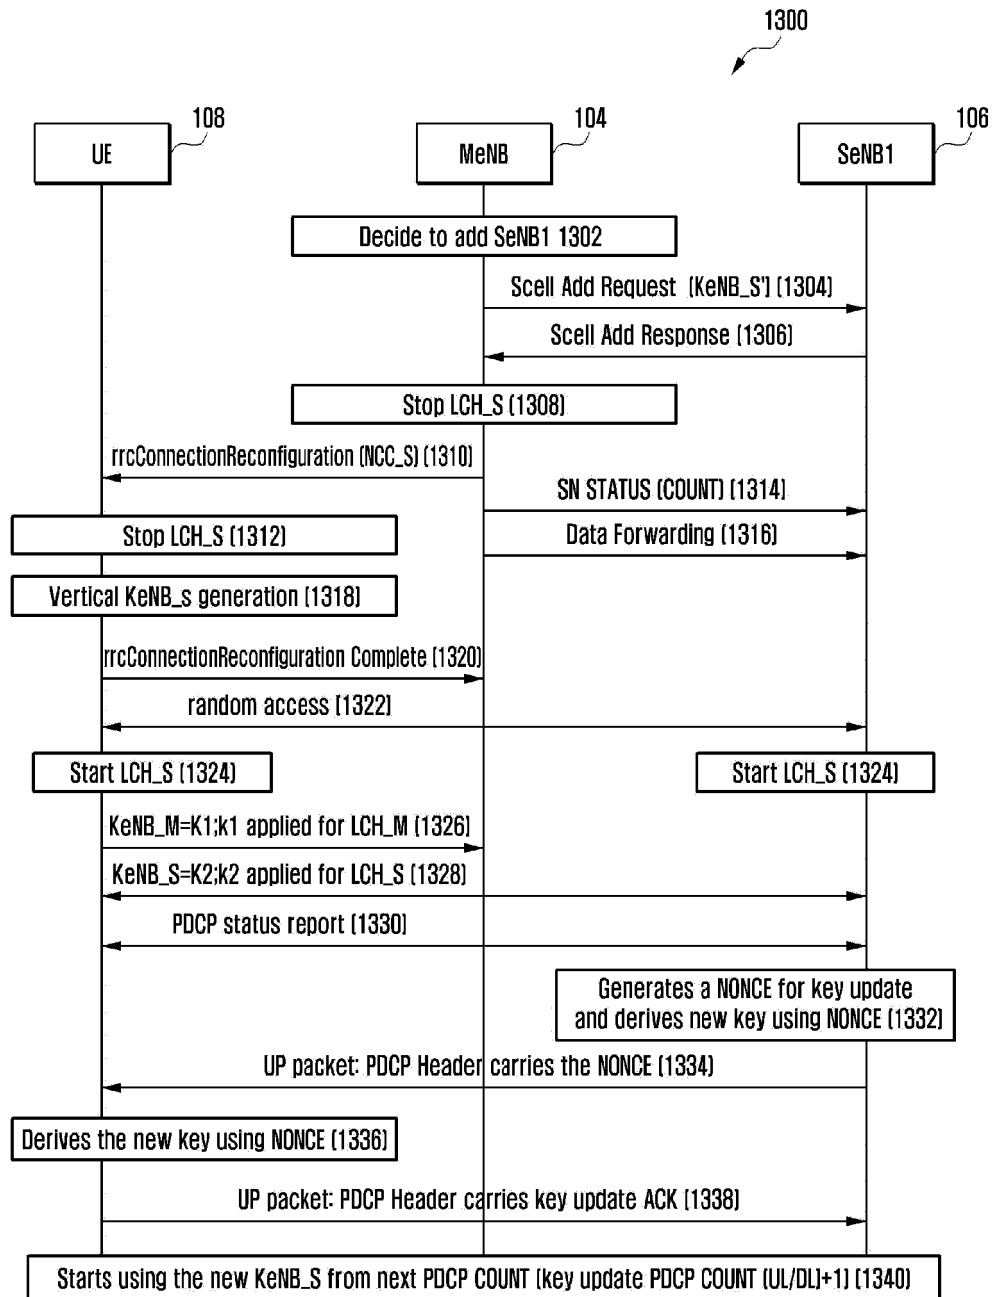 1300
108
104
106
UE
MeNB
SeNB1
Decide to add SeNB1 1302
Scell Add Request (KeNB_S') (1304)
Scell Add Response (1306)
Stop LCH_S (1308)
rrcConnectionReconfiguration (NCC_S) (1310)
SN STATUS (COUNT) (1314)
Stop LCH_S (1312)
Data Forwarding (1316)
Vertical KeNB_s generation (1318)
rrcConnectionReconfiguration Complete (1320)
random access (1322)
Start LCH_S (1324)
Start LCH_S (1324)
KeNB_M=K1;k1 applied for LCH_M (1326)
KeNB_S=K2;k2 applied for LCH_S (1328)
PDCP status report (1330)
Generates a NONCE for key update
and derives new key using NONCE (1332)
UP packet: PDCP Header carries the NONCE (1334)
Derives the new key using NONCE (1336)
UP packet: PDCP Header carries key update ACK (1338)
Starts using the new KeNB_S from next PDCP COUNT (key update PDCP COUNT (UL/DL)+1) (1340)